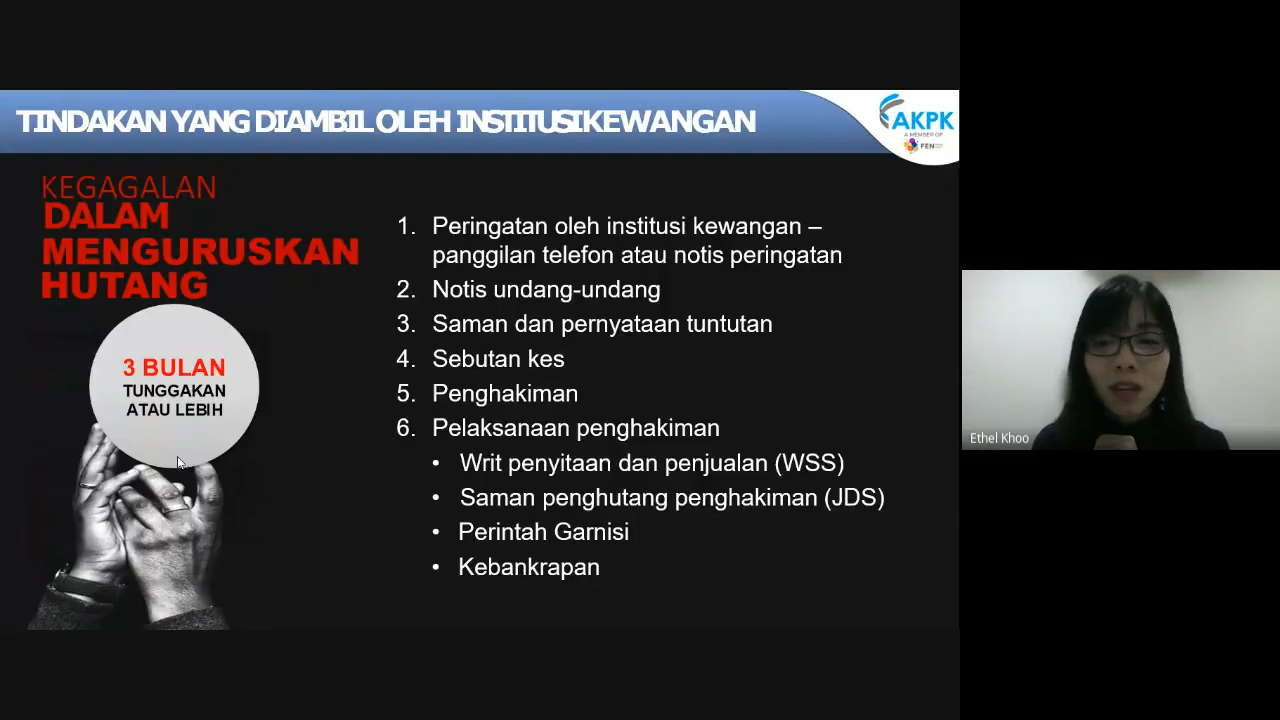 TINDAKAN YANG DIAMBIL OLEH INSTITUSI KEWANGAN
AKPK
A MEMBER OF
FEN
KEGAGALAN
DALAM
MENGURUSKAN
HUTANG
3 BULAN
TUNGGAKAN
ATAU LEBIH
1. Peringatan oleh institusi kewangan –
panggilan telefon atau notis peringatan
2. Notis undang-undang
3. Saman dan pernyataan tuntutan
4. Sebutan kes
5. Penghakiman
6. Pelaksanaan penghakiman
• Writ penyitaan dan penjualan (WSS)
• Saman penghutang penghakiman (JDS)
• Perintah Garnisi
• Kebankrapan
Ethel Khoo